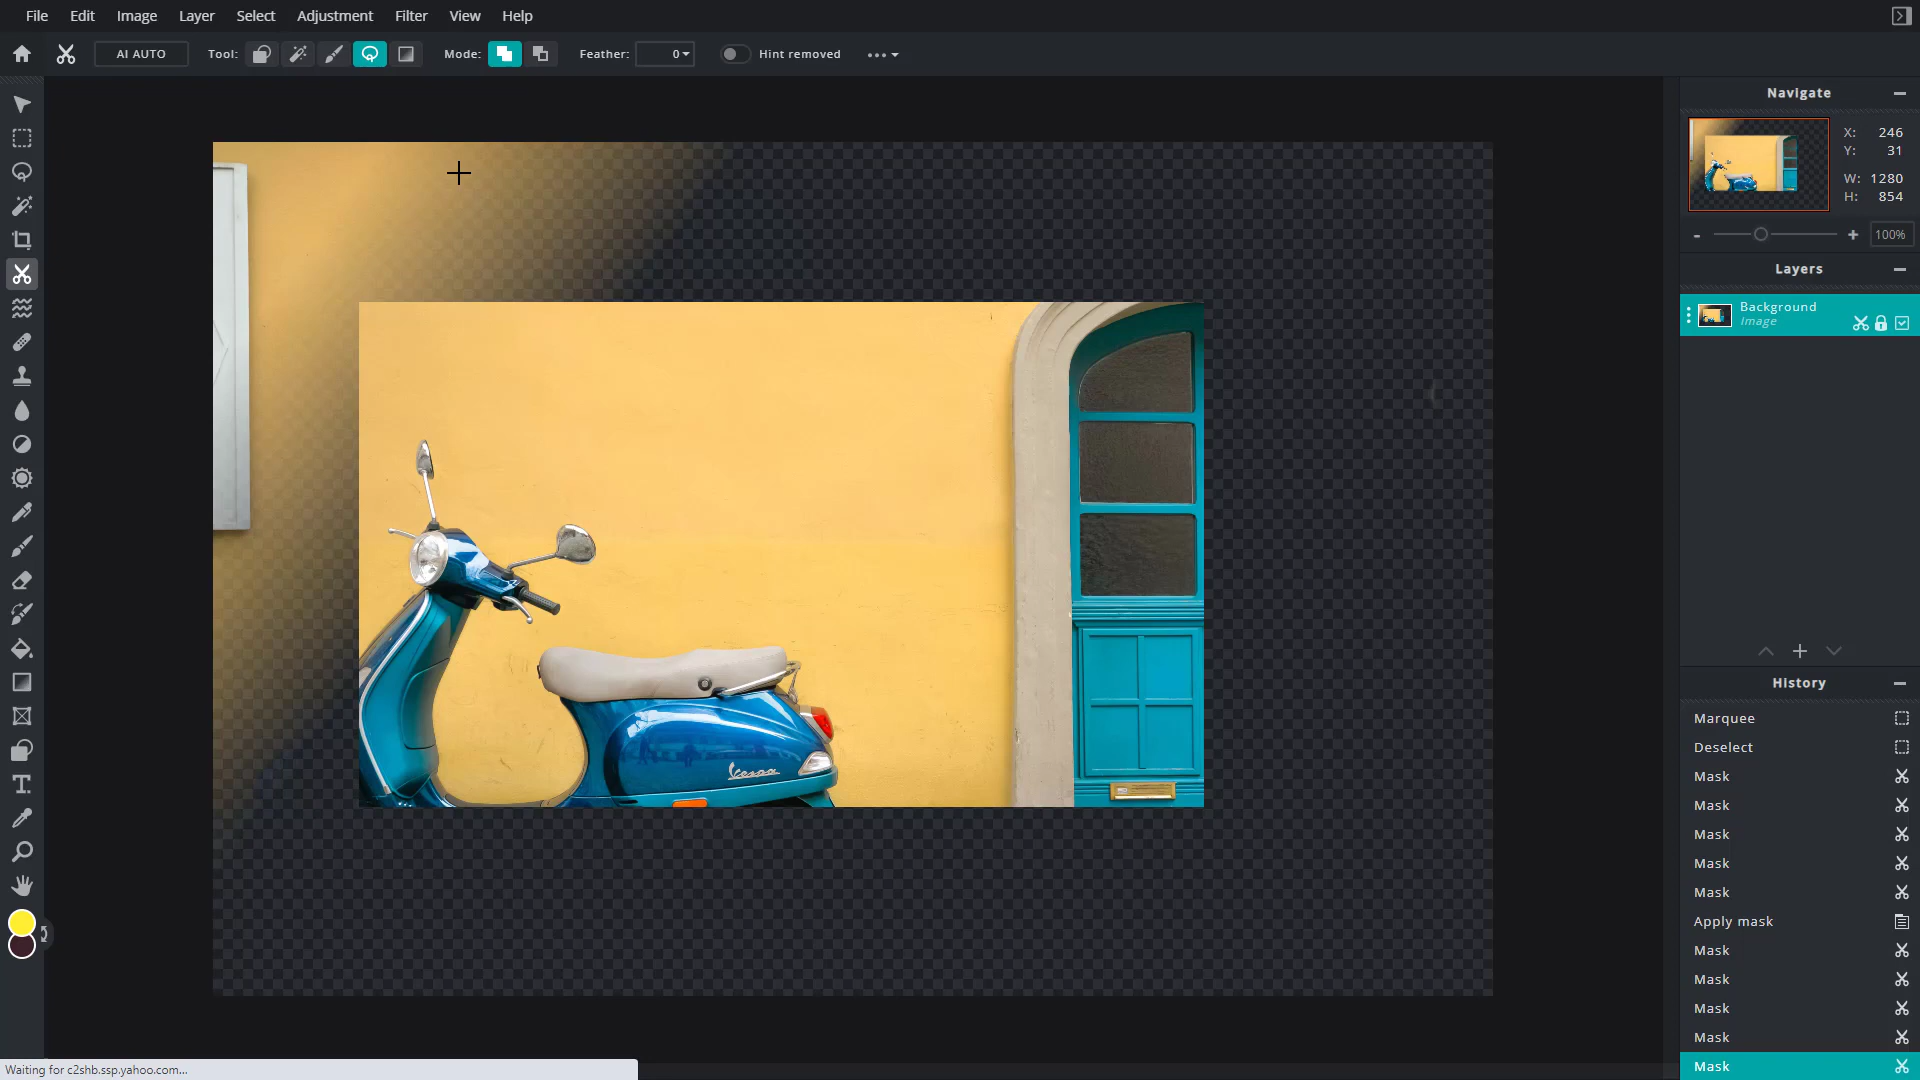 File Edit Image Layer Select Adjustment Filter View Help
AI AUTO Tool: Mode: Feather: 0 Hint removed
Navigate
X: 246
Y: 31
W: 1280
H: 854
- + 100%
Layers
Background
Image
History
Marquee
Deselect
Mask
Mask
Mask
Mask
Mask
Apply mask
Mask
Mask
Mask
Mask
Mask
Vespa
Waiting for c2shb.ssp.yahoo.com...